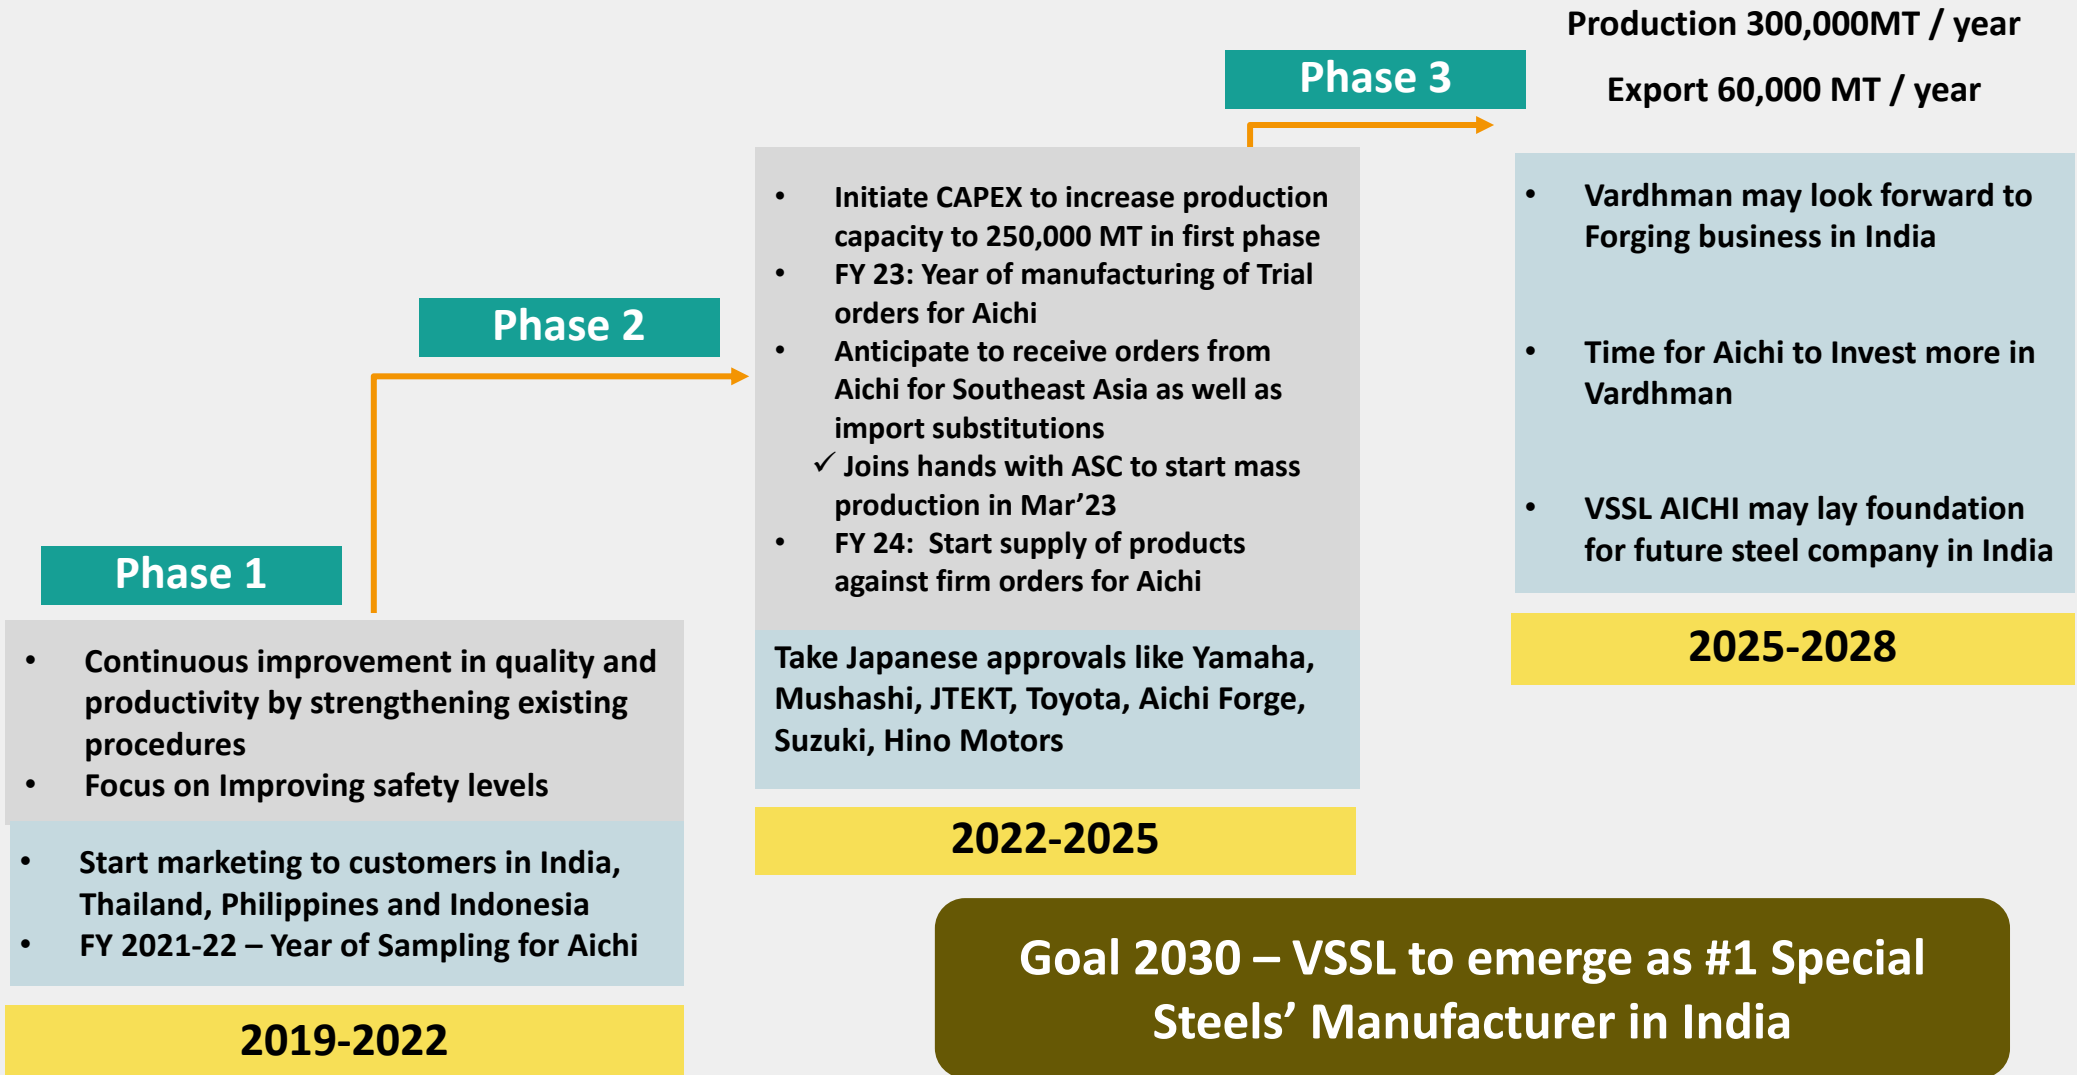 Phase 1
• Continuous improvement in quality and
productivity by strengthening existing
procedures
• Focus on Improving safety levels
• Start marketing to customers in India,
Thailand, Philippines and Indonesia
• FY 2021-22 – Year of Sampling for Aichi
2019-2022
Phase 2
• Initiate CAPEX to increase production
capacity to 250,000 MT in first phase
• FY 23: Year of manufacturing of Trial
orders for Aichi
• Anticipate to receive orders from
Aichi for Southeast Asia as well as
import substitutions
✓ Joins hands with ASC to start mass
production in Mar’23
• FY 24: Start supply of products
against firm orders for Aichi
Take Japanese approvals like Yamaha,
Mushashi, JTEKT, Toyota, Aichi Forge,
Suzuki, Hino Motors
2022-2025
Phase 3
Production 300,000MT / year
Export 60,000 MT / year
• Vardhman may look forward to
Forging business in India
• Time for Aichi to Invest more in
Vardhman
• VSSL AICHI may lay foundation
for future steel company in India
2025-2028
Goal 2030 – VSSL to emerge as #1 Special
Steels’ Manufacturer in India